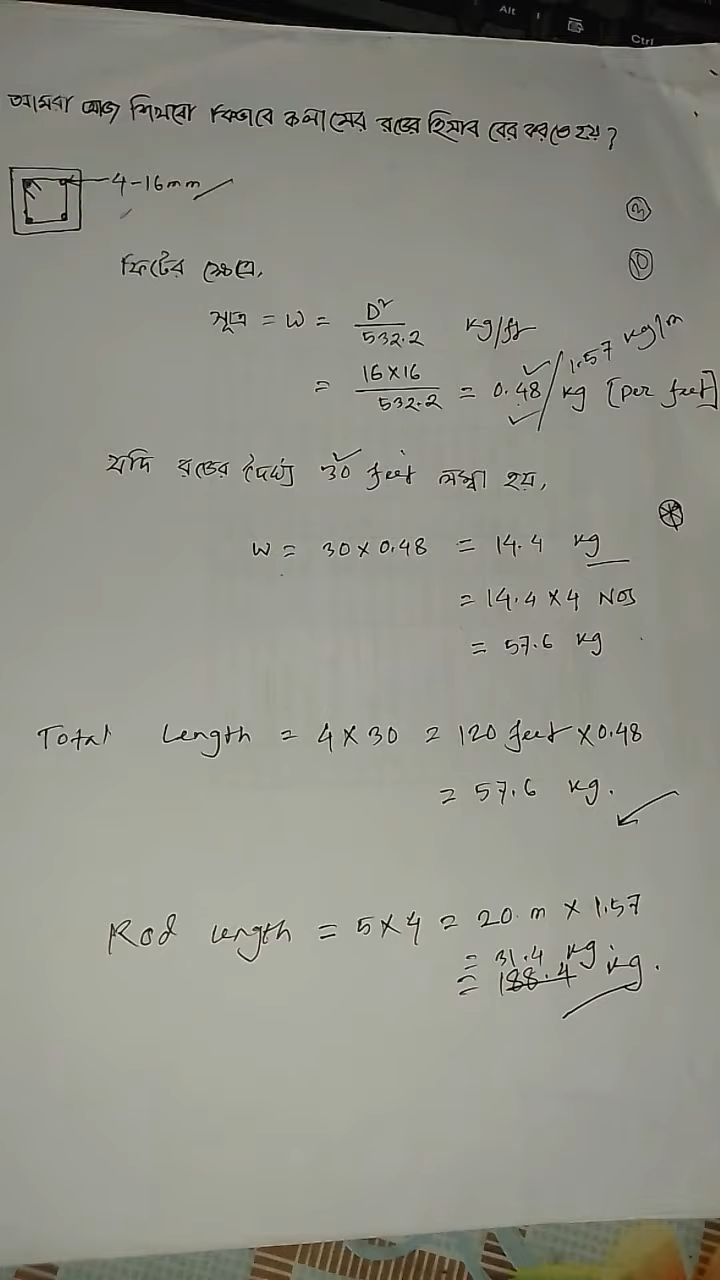 Alt
Ctrl
আমরা আজ শিখবো কিভাবে কলামের রডের হিসাব বের করতে হয়?
4-16mm
ফিটের ক্ষেত্রে,
সূত্র = W = D²/532.2 kg/ft
= 16×16/532.2 = 0.48 / kg [per feet]
1.57 kg/m
যদি রডের দৈর্ঘ্য 30 feet লম্বা হয়,
W = 30 × 0.48 = 14.4 kg
= 14.4 × 4 Nos
= 57.6 kg
Total Length = 4 × 30 = 120 feet × 0.48
= 57.6 kg.
Rod Length = 5×4 = 20 m × 1.57
= 31.4 kg
= 188.4 kg.